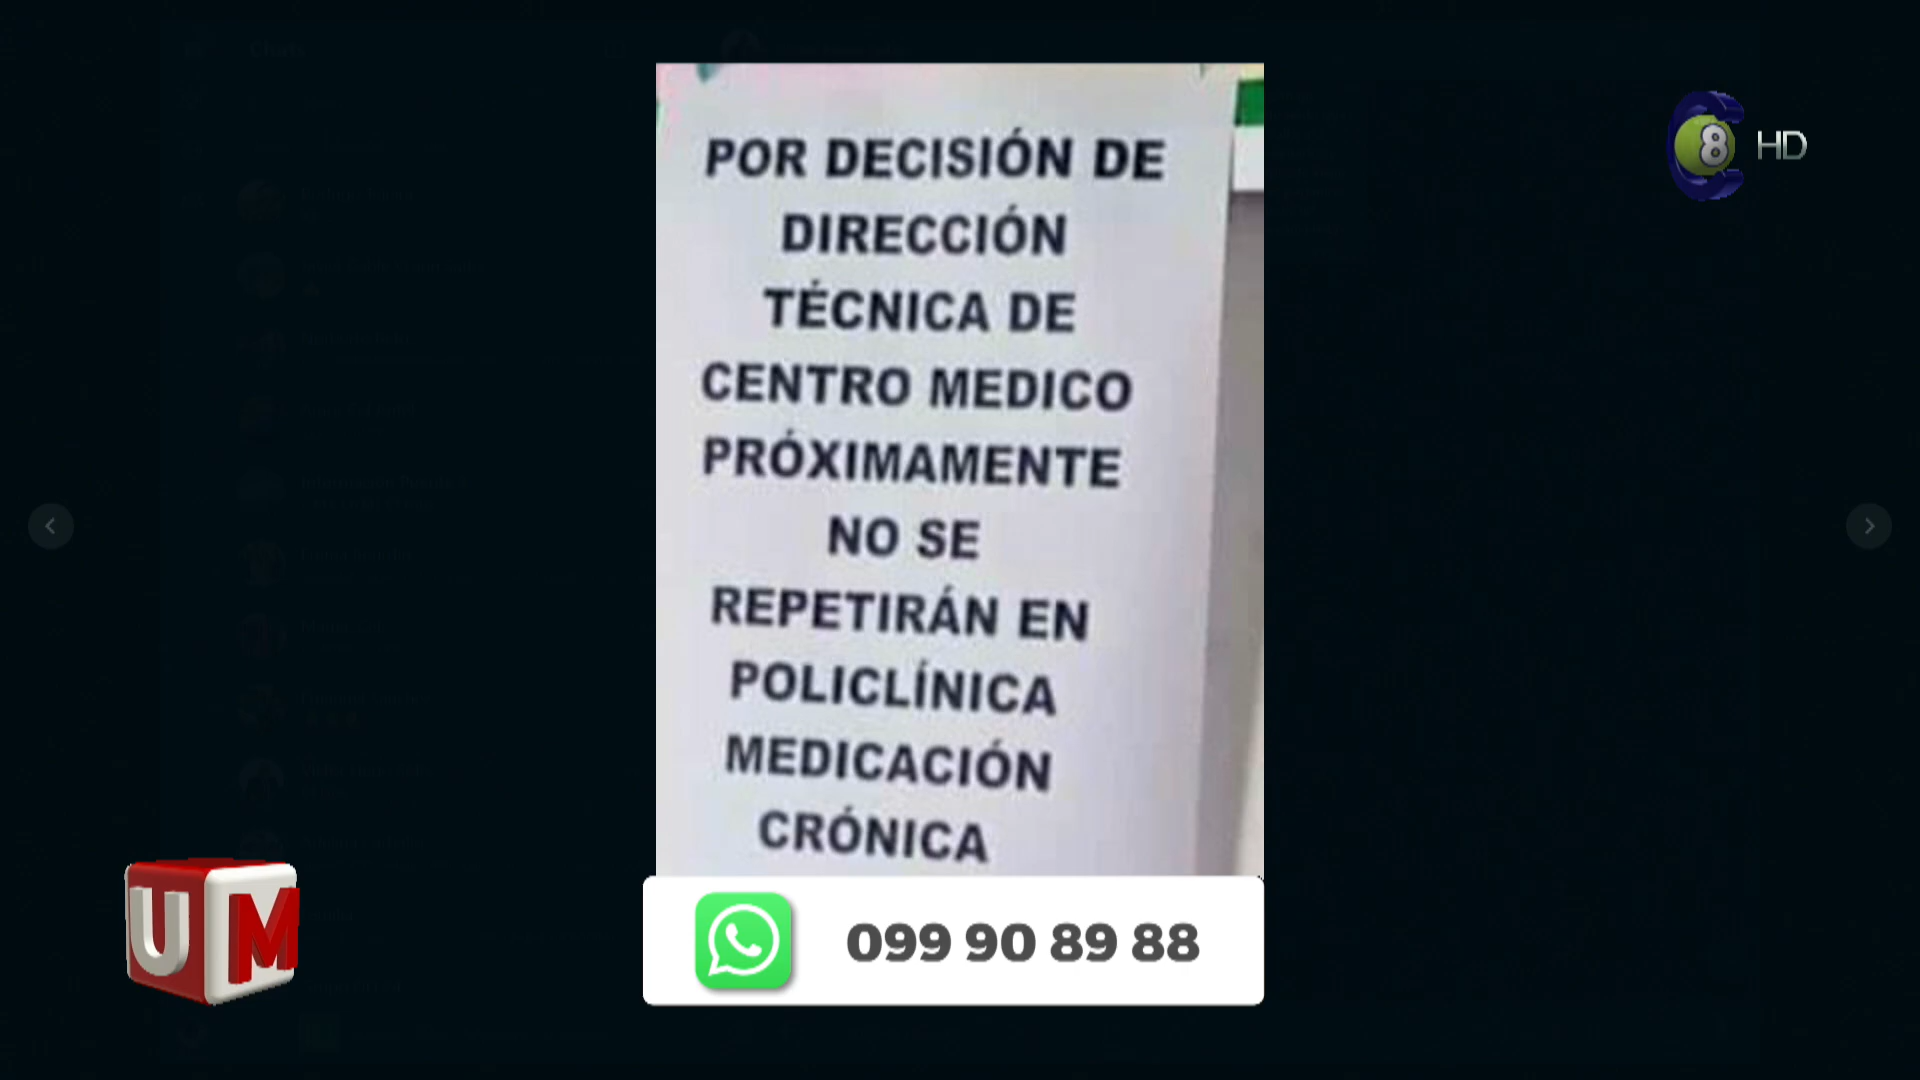 POR DECISIÓN DE
DIRECCIÓN
TÉCNICA DE
CENTRO MEDICO
PRÓXIMAMENTE
NO SE
REPETIRÁN EN
POLICLÍNICA
MEDICACIÓN
CRÓNICA
099 90 89 88
8 HD
UM